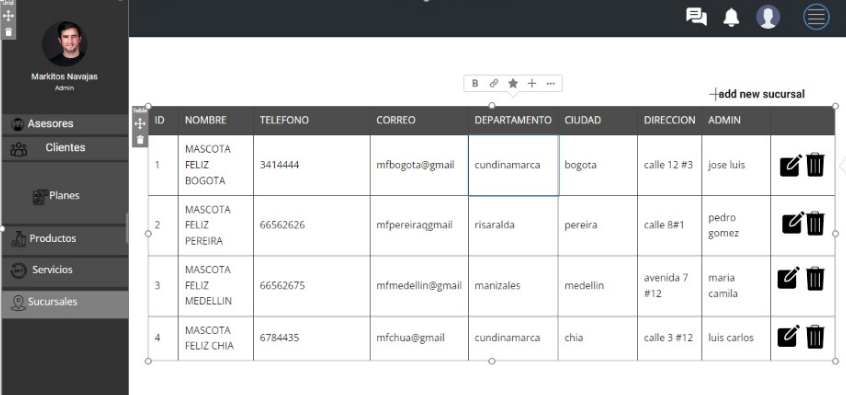 Grid
Markitos Navajas
Admin
Asesores
Clientes
Planes
Productos
Servicios
Sucursales
B
add new sucursal
Table
ID NOMBRE TELEFONO CORREO DEPARTAMENTO CIUDAD DIRECCION ADMIN
1 MASCOTA FELIZ BOGOTA 3414444 mfbogota@gmail cundinamarca bogota calle 12 #3 jose luis
2 MASCOTA FELIZ PEREIRA 66562626 mfpereiraqgmail risaralda pereira calle 8#1 pedro gomez
3 MASCOTA FELIZ MEDELLIN 66562675 mfmedellin@gmail manizales medellin avenida 7 #12 maria camila
4 MASCOTA FELIZ CHIA 6784435 mfchua@gmail cundinamarca chia calle 3 #12 luis carlos